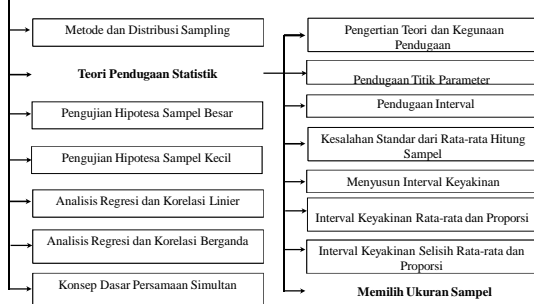 Metode dan Distribusi Sampling
Teori Pendugaan Statistik
Pengujian Hipotesa Sampel Besar
Pengujian Hipotesa Sampel Kecil
Analisis Regresi dan Korelasi Linier
Analisis Regresi dan Korelasi Berganda
Konsep Dasar Persamaan Simultan
Pengertian Teori dan Kegunaan
Pendugaan
Pendugaan Titik Parameter
Pendugaan Interval
Kesalahan Standar dari Rata-rata Hitung
Sampel
Menyusun Interval Keyakinan
Interval Keyakinan Rata-rata dan Proporsi
Interval Keyakinan Selisih Rata-rata dan
Proporsi
Memilih Ukuran Sampel